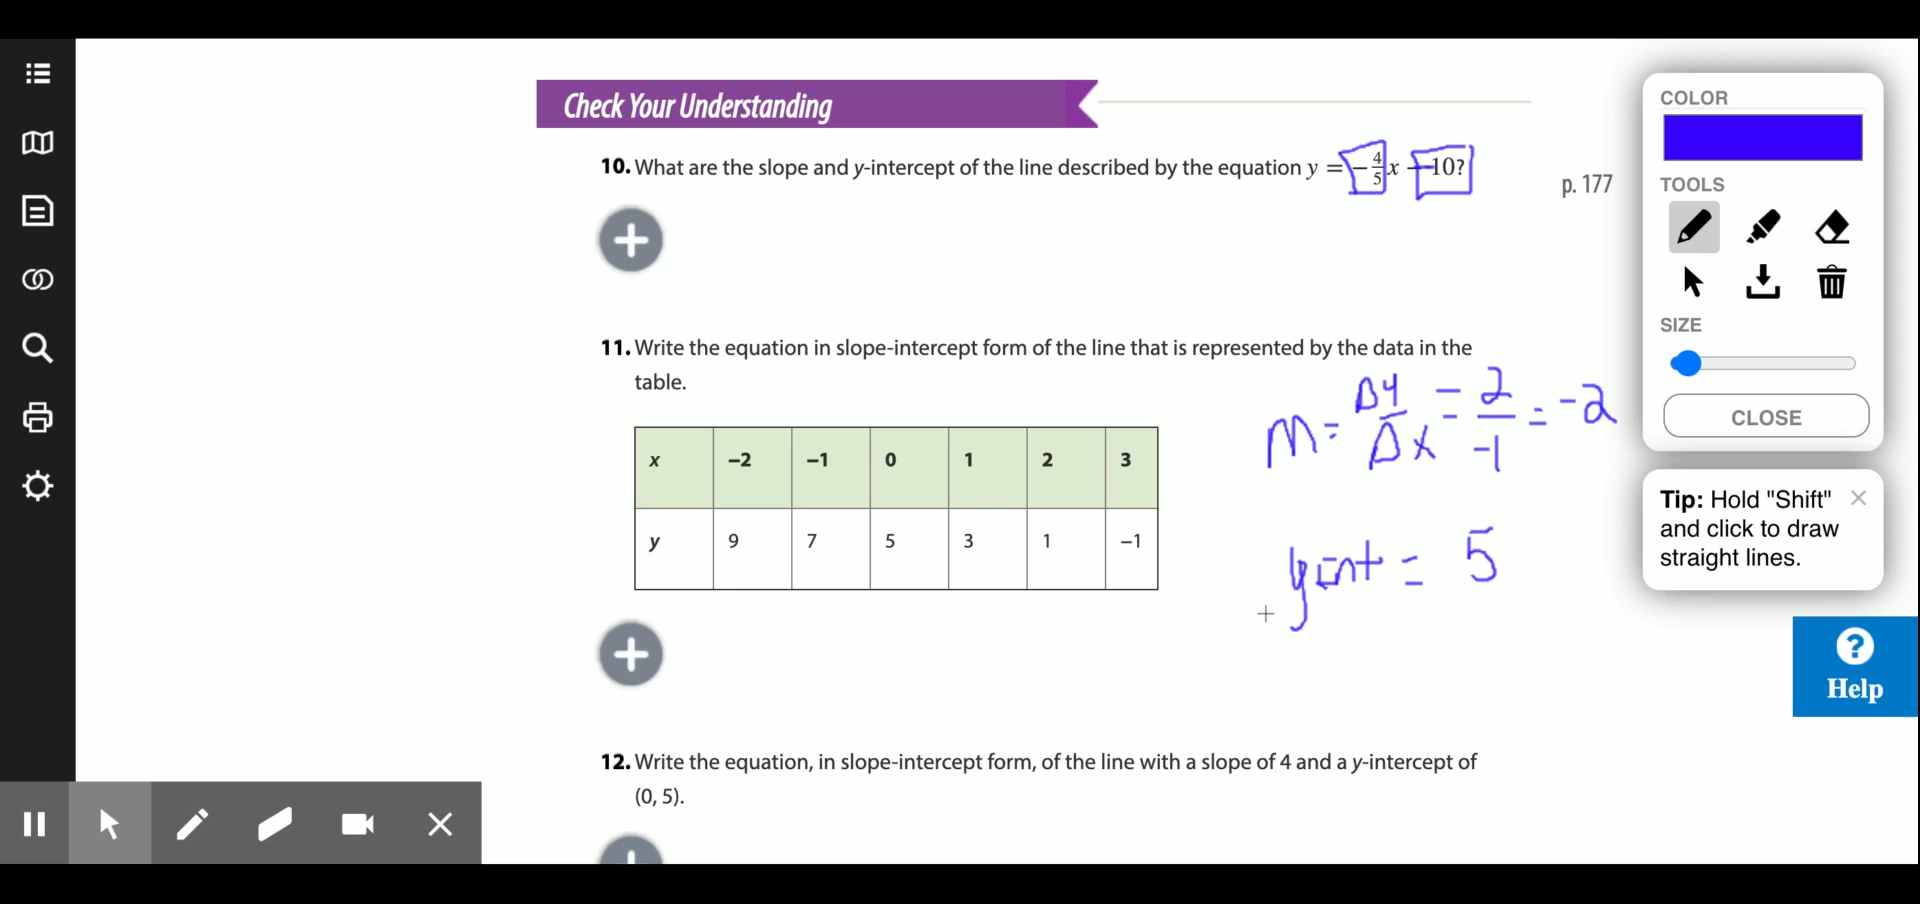 Check Your Understanding
10. What are the slope and y-intercept of the line described by the equation y = −4/5 x − 10?
p. 177
11. Write the equation in slope-intercept form of the line that is represented by the data in the
table.
m = Δy/Δx = 2/-1 = -2
x −2 −1 0 1 2 3
y 9 7 5 3 1 −1
y int = 5
12. Write the equation, in slope-intercept form, of the line with a slope of 4 and a y-intercept of
(0, 5).
COLOR
TOOLS
SIZE
CLOSE
Tip: Hold "Shift"
and click to draw
straight lines.
?
Help